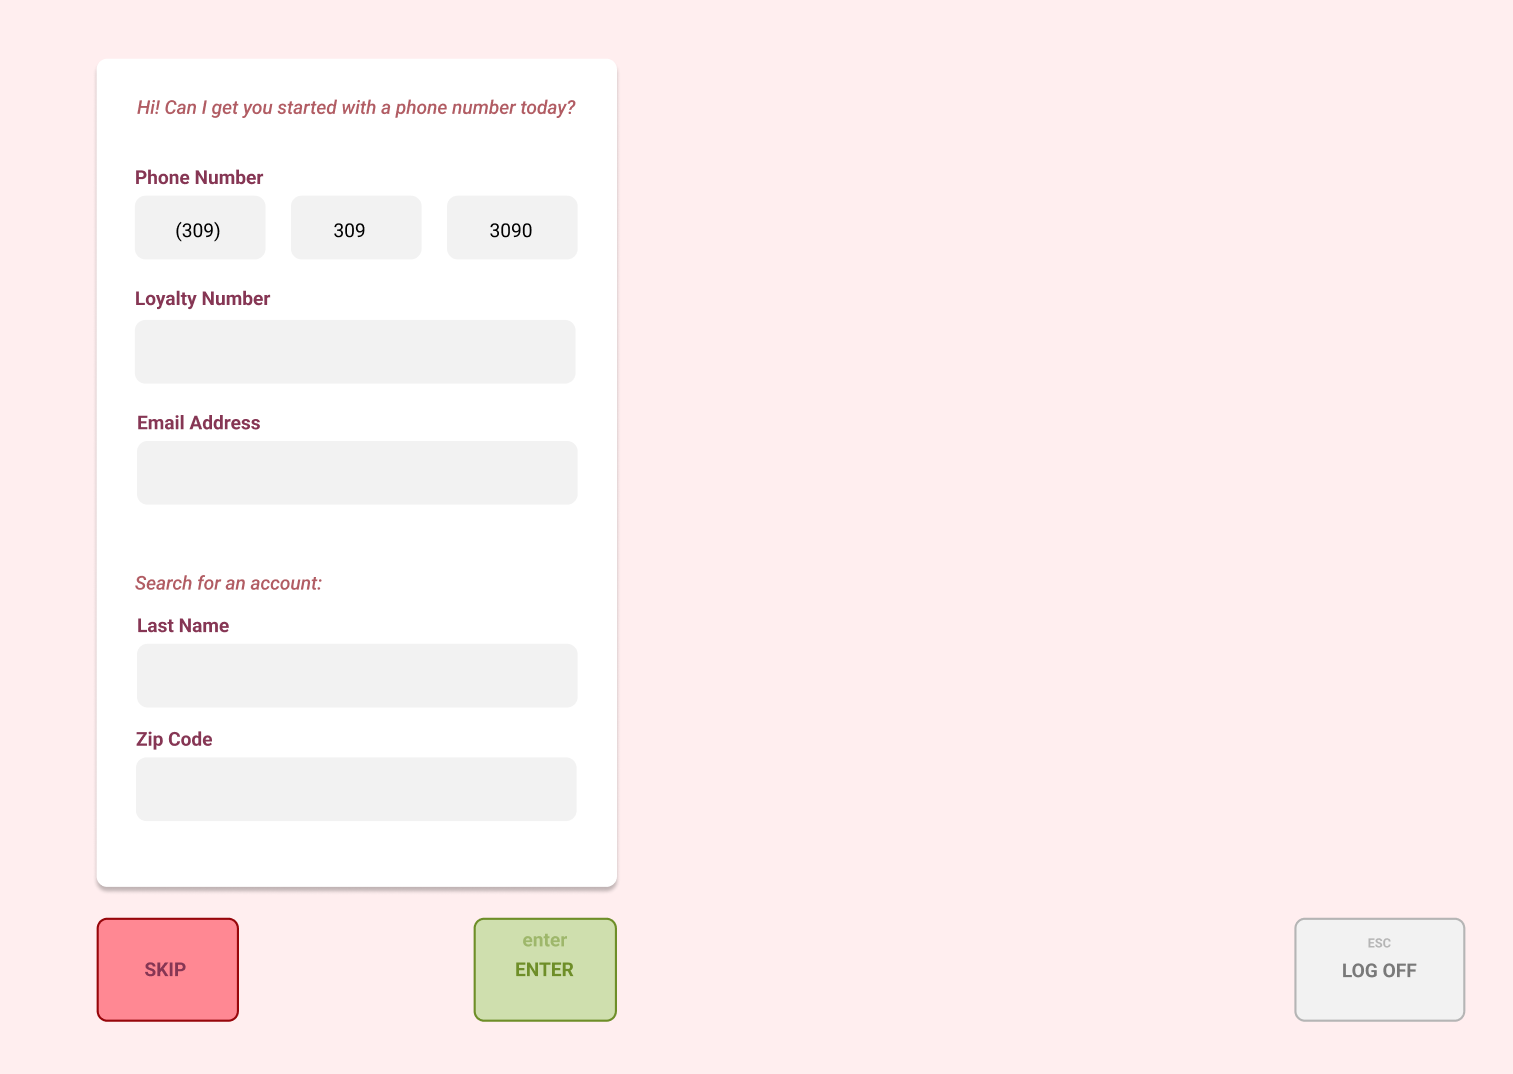 Hi! Can I get you started with a phone number today?
Phone Number
(309) 309 3090
Loyalty Number
Email Address
Search for an account:
Last Name
Zip Code
SKIP
enter
ENTER
ESC
LOG OFF